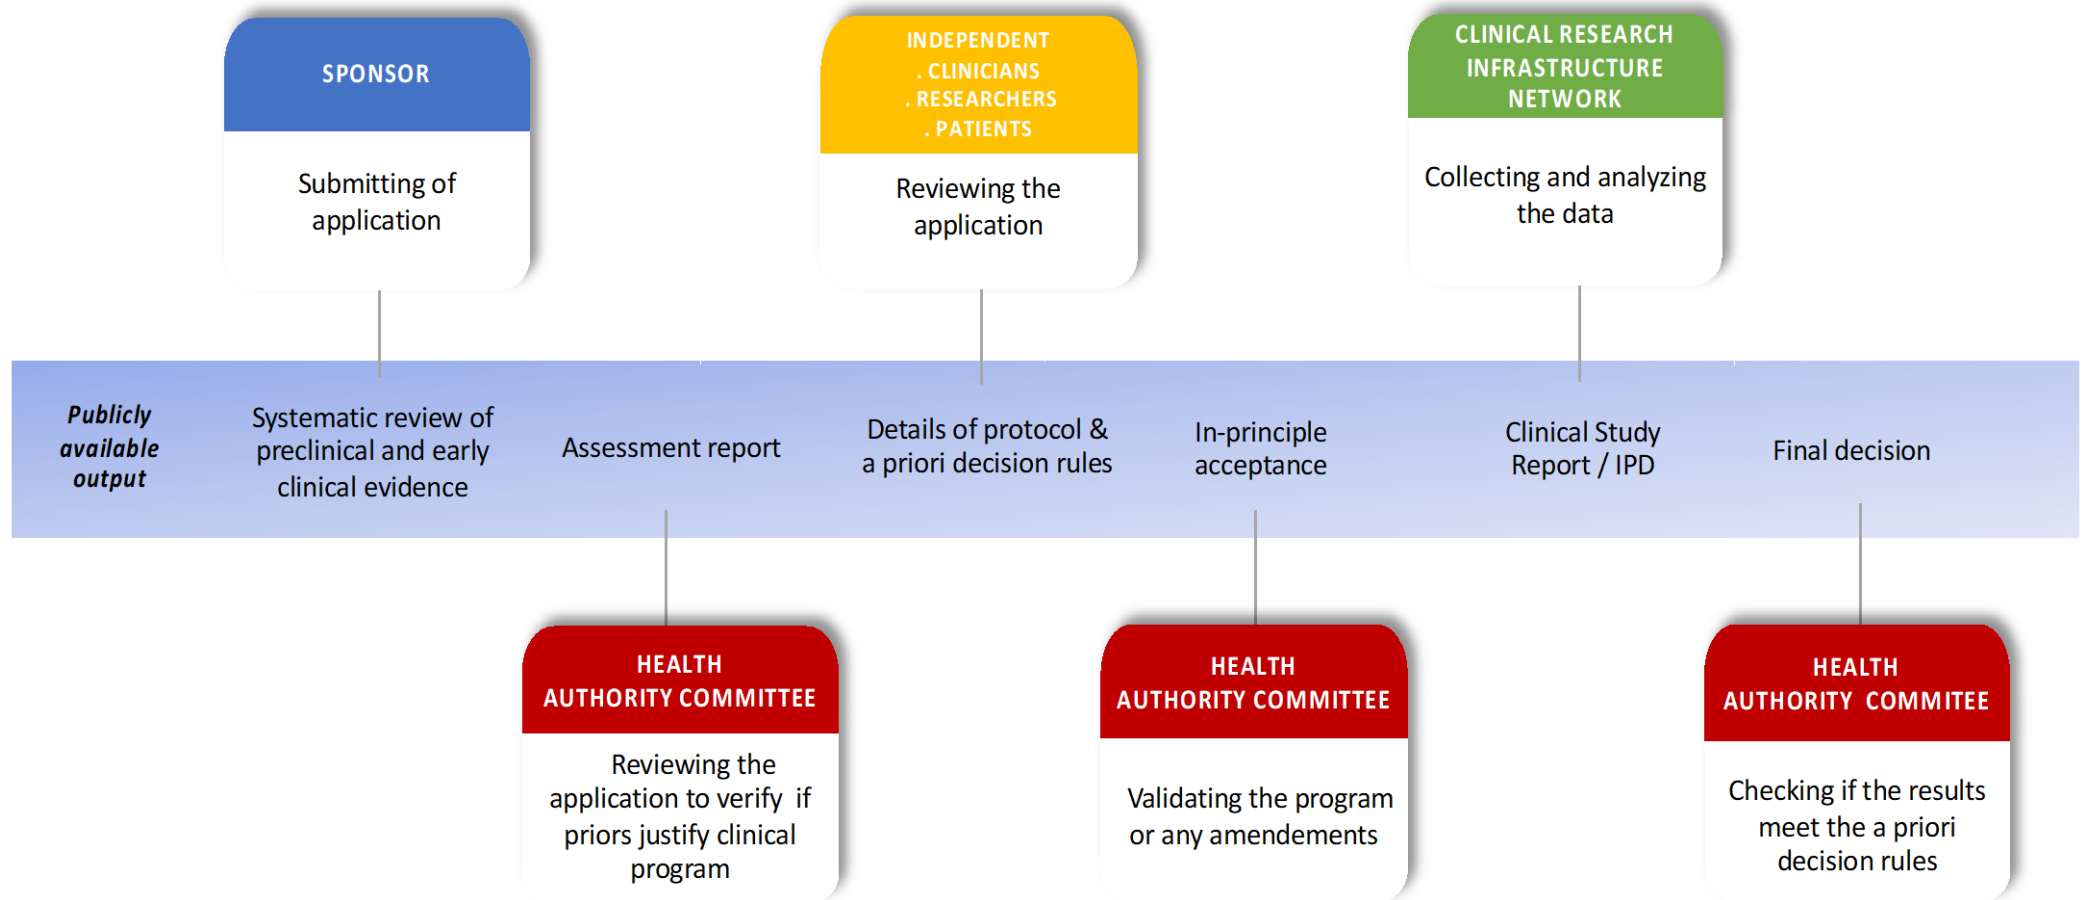 SPONSOR
Submitting of
application
INDEPENDENT
. CLINICIANS
. RESEARCHERS
. PATIENTS
Reviewing the
application
CLINICAL RESEARCH
INFRASTRUCTURE
NETWORK
Collecting and analyzing
the data
Publicly
available
output
Systematic review of
preclinical and early
clinical evidence
Assessment report
Details of protocol &
a priori decision rules
In-principle
acceptance
Clinical Study
Report / IPD
Final decision
HEALTH
AUTHORITY COMMITTEE
Reviewing the
application to verify if
priors justify clinical
program
HEALTH
AUTHORITY COMMITTEE
Validating the program
or any amendements
HEALTH
AUTHORITY COMMITEE
Checking if the results
meet the a priori
decision rules